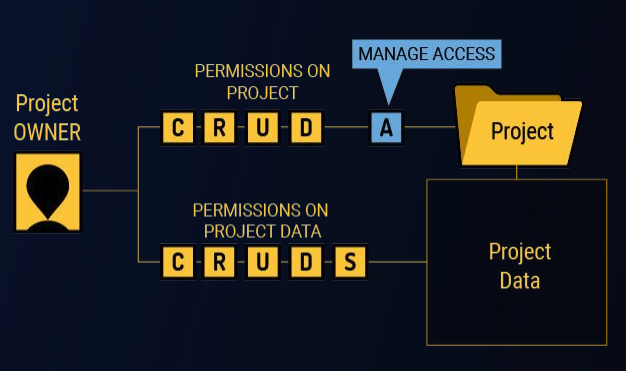 MANAGE ACCESS
PERMISSIONS ON
PROJECT
Project
OWNER
C R U D A
Project
PERMISSIONS ON
PROJECT DATA
C R U D S
Project
Data